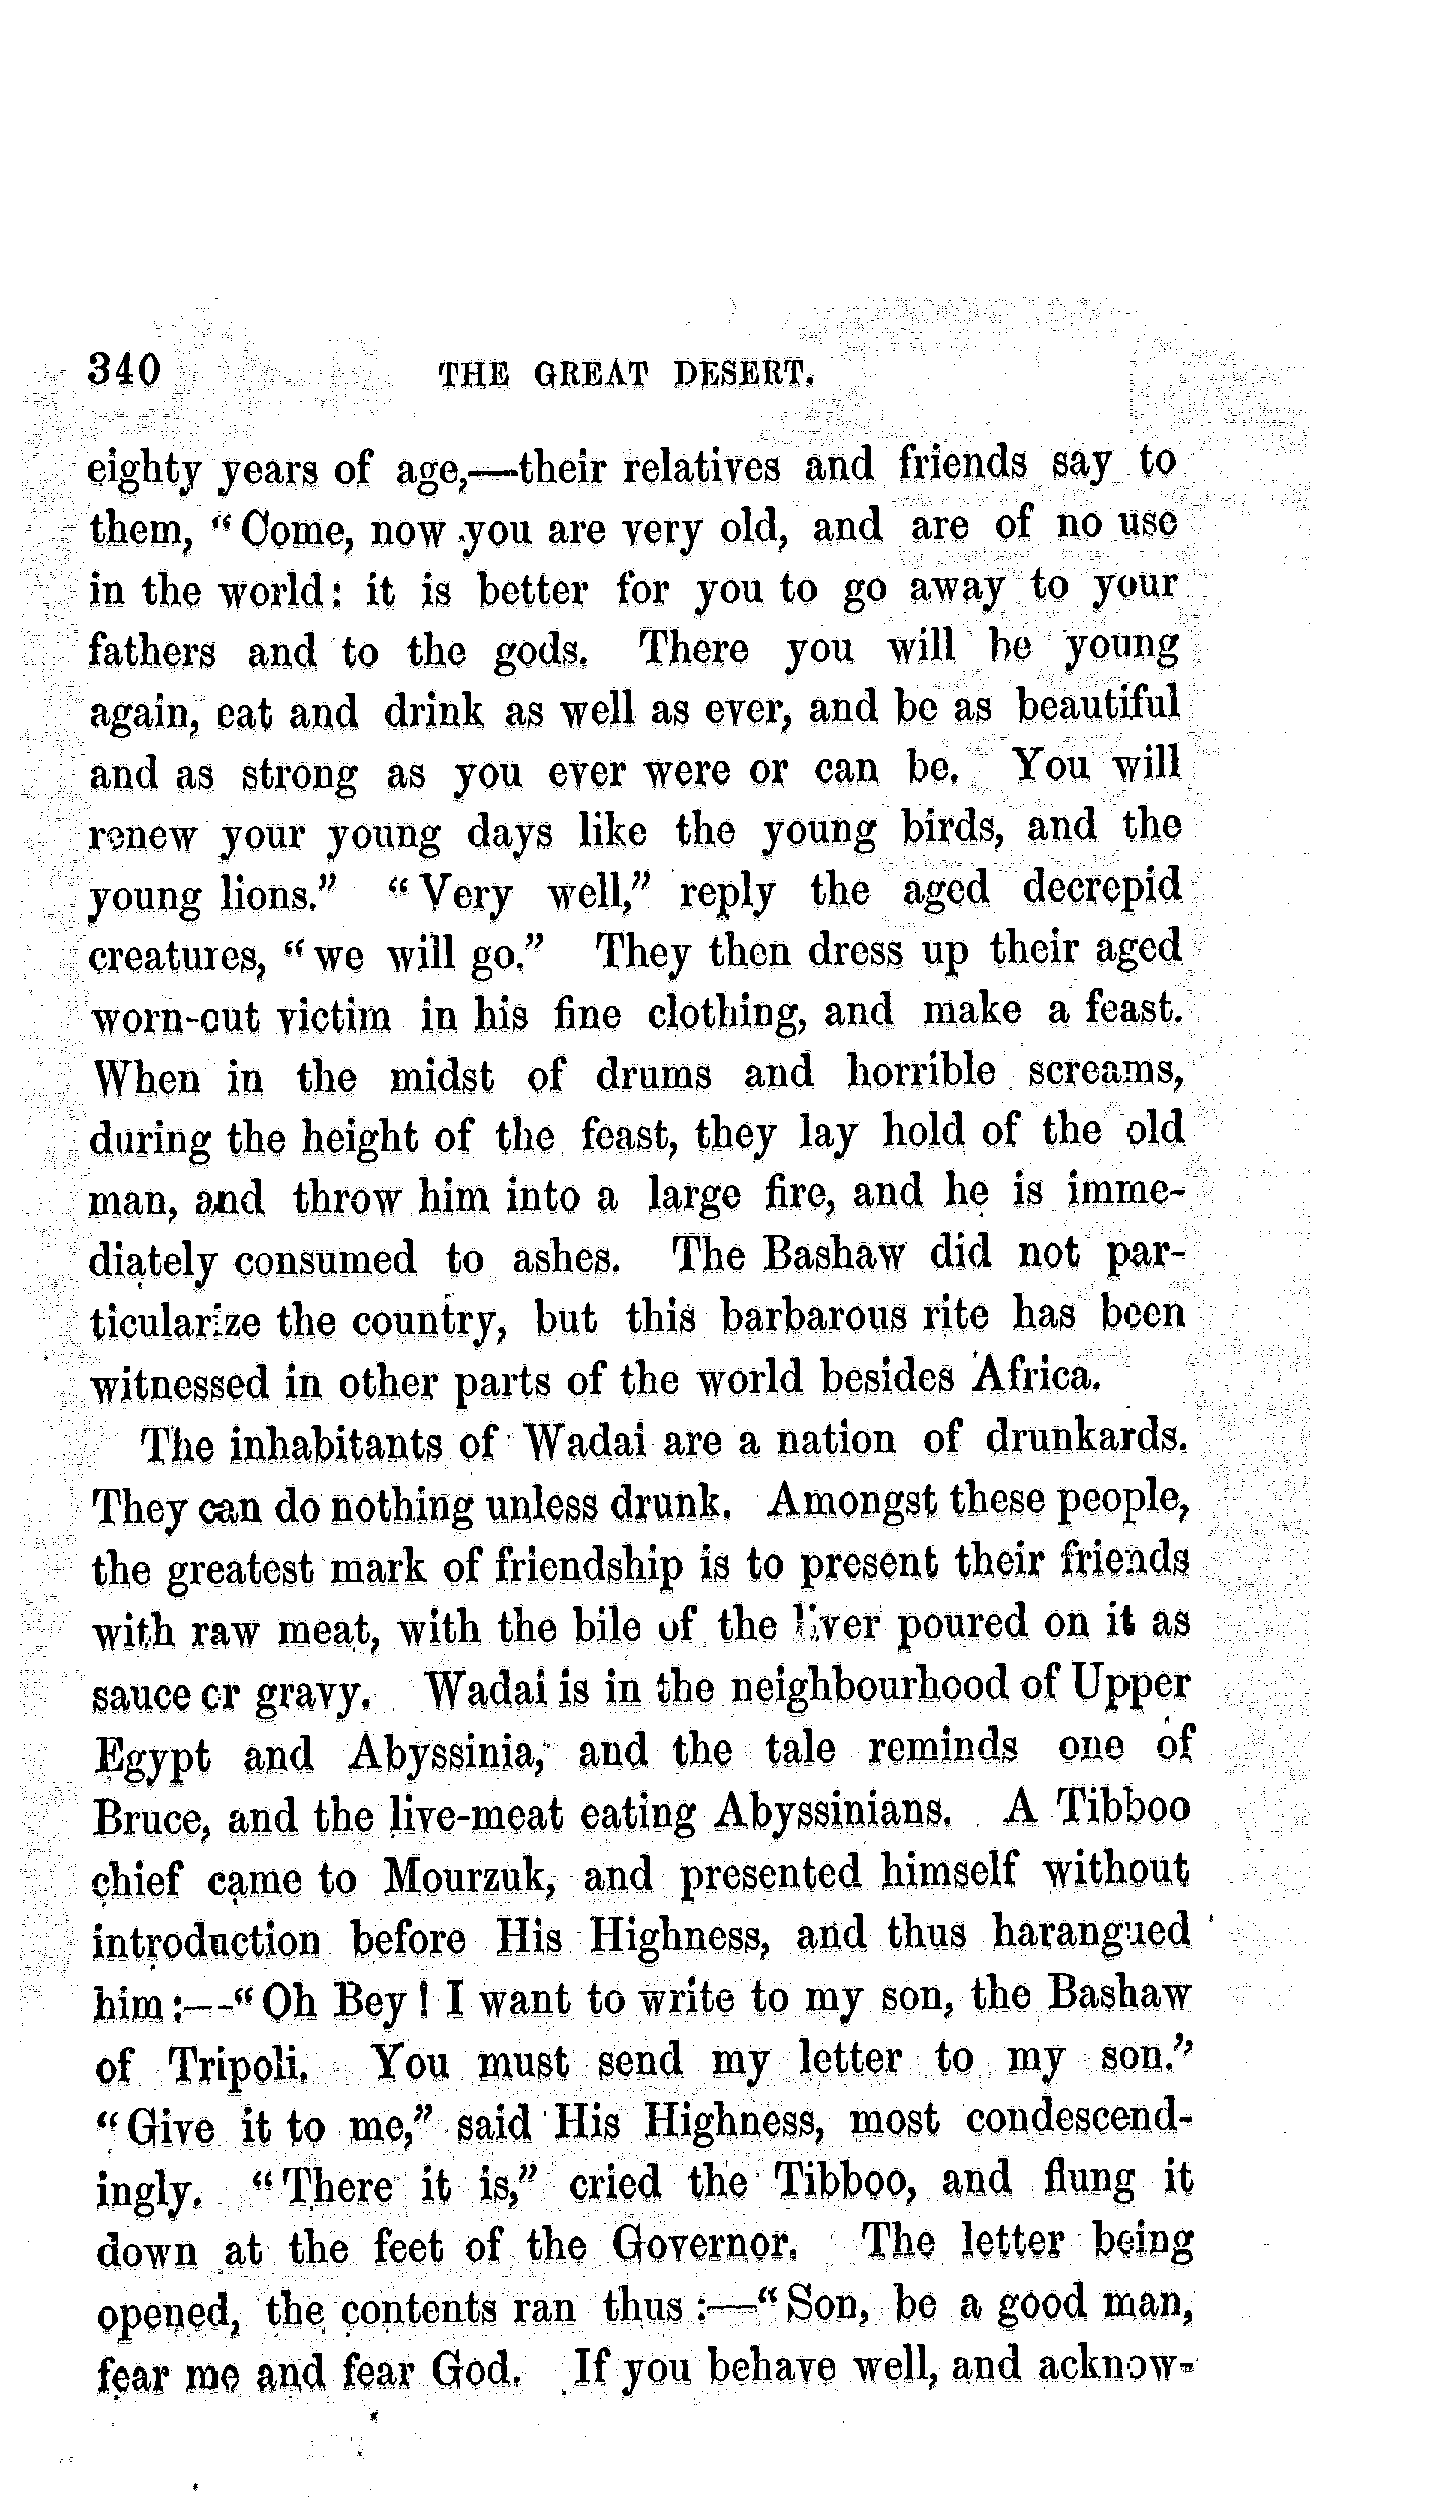 340 THE GREAT DESERT.
eighty years of age,—their relatives and friends say to
them, "Come, now you are very old, and are of no use
in the world: it is better for you to go away to your
fathers and to the gods. There you will be young
again, eat and drink as well as ever, and be as beautiful
and as strong as you ever were or can be. You will
renew your young days like the young birds, and the
young lions." "Very well," reply the aged decrepid
creatures, "we will go." They then dress up their aged
worn-out victim in his fine clothing, and make a feast.
When in the midst of drums and horrible screams,
during the height of the feast, they lay hold of the old
man, and throw him into a large fire, and he is imme-
diately consumed to ashes. The Bashaw did not par-
ticularize the country, but this barbarous rite has been
witnessed in other parts of the world besides Africa.
The inhabitants of Wadai are a nation of drunkards.
They can do nothing unless drunk. Amongst these people,
the greatest mark of friendship is to present their friends
with raw meat, with the bile of the liver poured on it as
sauce or gravy. Wadai is in the neighbourhood of Upper
Egypt and Abyssinia, and the tale reminds one of
Bruce, and the live-meat eating Abyssinians. A Tibboo
chief came to Mourzuk, and presented himself without
introduction before His Highness, and thus harangued
him:—"Oh Bey! I want to write to my son, the Bashaw
of Tripoli. You must send my letter to my son."
"Give it to me," said His Highness, most condescend-
ingly. "There it is," cried the Tibboo, and flung it
down at the feet of the Governor. The letter being
opened, the contents ran thus:—"Son, be a good man,
fear me and fear God. If you behave well, and acknow-